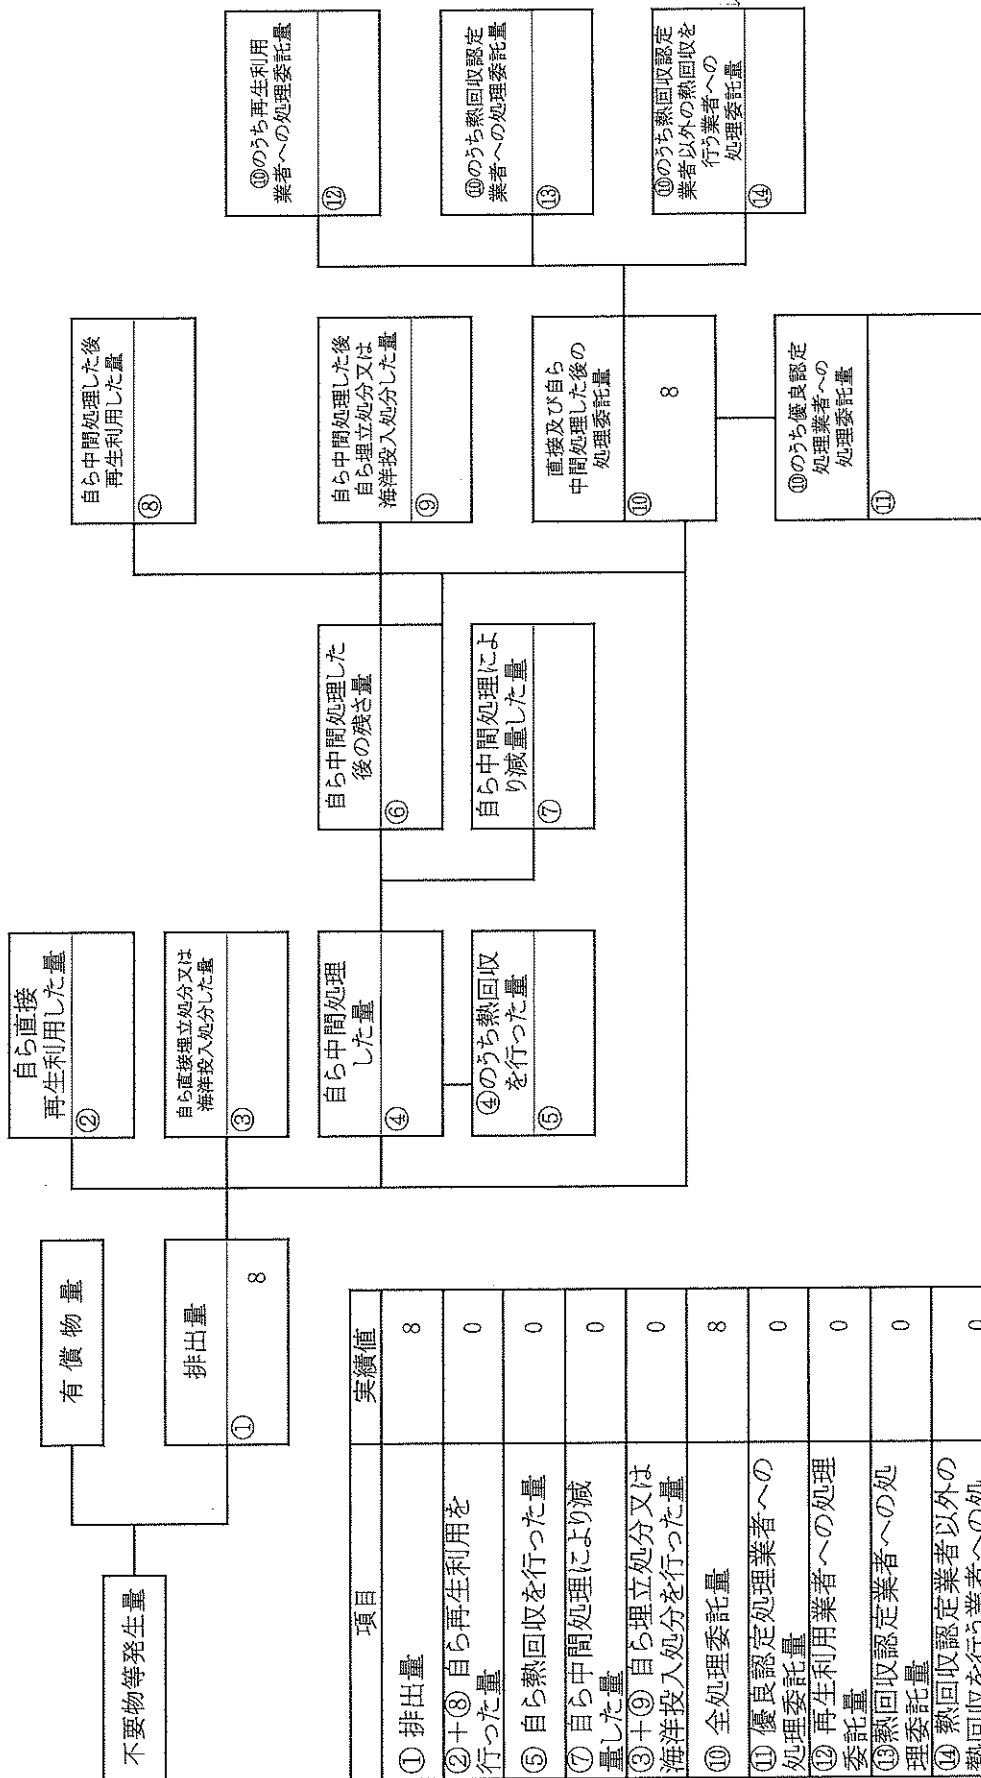 不要物等発生量
有償物量
排出量
①
8
自ら直接
再生利用した量
②
自ら直接埋立処分又は
海洋投入処分した量
③
自ら中間処理
した量
④
④のうち熱回収
を行った量
⑤
自ら中間処理した
後の残さ量
⑥
自ら中間処理によ
り減量した量
⑦
自ら中間処理した後
再生利用した量
⑧
自ら中間処理した後
自ら埋立処分又は
海洋投入処分した量
⑨
直接及び自ら
中間処理した後の
処理委託量
⑩
8
⑩のうち優良認定
処理業者への
処理委託量
⑪
⑩のうち再生利用
業者への処理委託量
⑫
⑩のうち熱回収認定
業者への処理委託量
⑬
⑩のうち熱回収認定
業者以外の熱回収を
行う業者への
処理委託量
⑭
項目 実績値
① 排出量 8
②+⑧ 自ら再生利用を
行った量 0
⑤ 自ら熱回収を行った量 0
⑦ 自ら中間処理により減
量した量 0
③+⑨ 自ら埋立処分又は
海洋投入処分を行った量 0
⑩ 全処理委託量 8
⑪ 優良認定処理業者への
処理委託量 0
⑫ 再生利用業者への処理
委託量 0
⑬熱回収認定業者への処
理委託量 0
⑭ 熱回収認定業者以外の
熱回収を行う業者への処 0